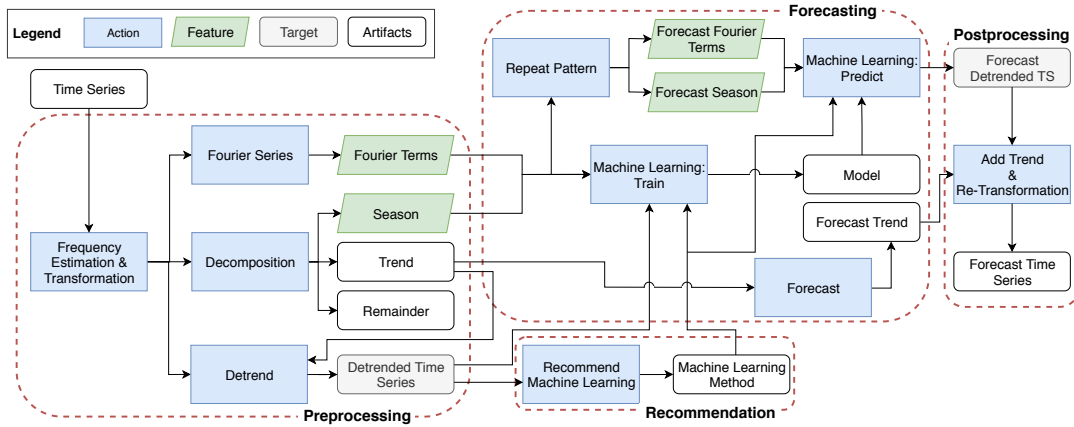 Legend
Action
Feature
Target
Artifacts
Forecasting
Postprocessing
Time Series
Repeat Pattern
Forecast Fourier
Terms
Forecast Season
Machine Learning:
Predict
Forecast
Detrended TS
Fourier Series
Fourier Terms
Machine Learning:
Train
Model
Add Trend
&
Re-Transformation
Season
Forecast Trend
Frequency
Estimation &
Transformation
Decomposition
Trend
Forecast
Forecast Time
Series
Remainder
Detrend
Detrended Time
Series
Recommend
Machine Learning
Machine Learning
Method
Preprocessing
Recommendation